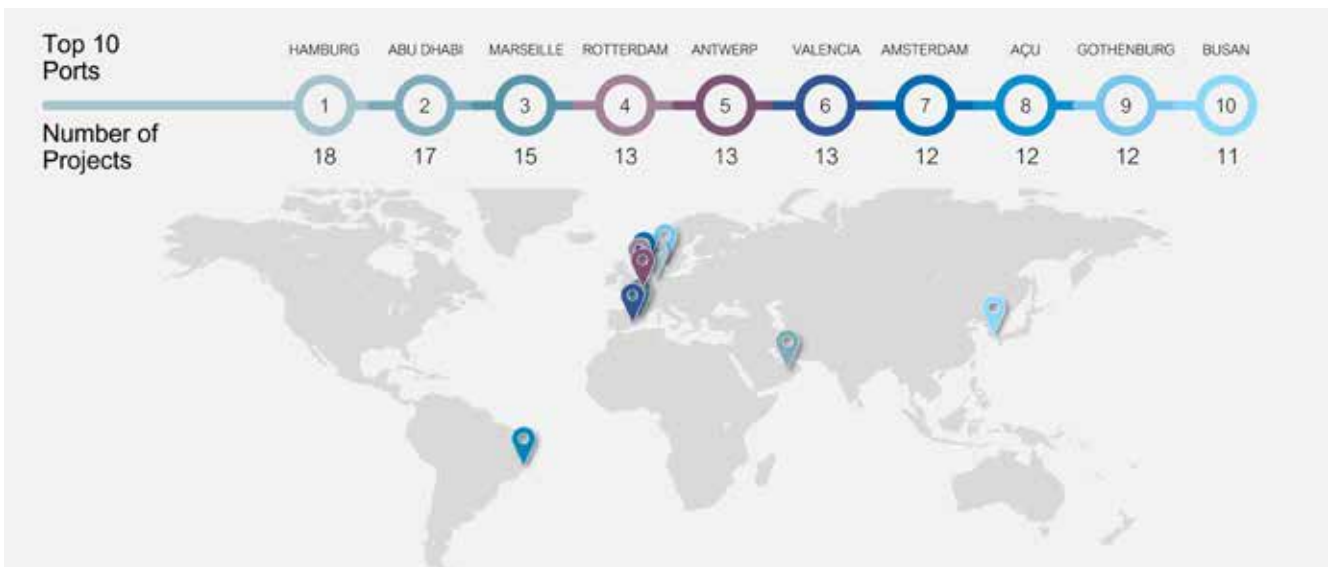 Top 10
Ports
HAMBURG ABU DHABI MARSEILLE ROTTERDAM ANTWERP VALENCIA AMSTERDAM AÇU GOTHENBURG BUSAN
1 2 3 4 5 6 7 8 9 10
Number of
Projects
18 17 15 13 13 13 12 12 12 11